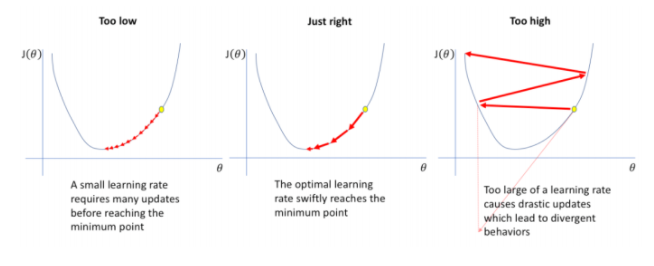 Too low
Just right
Too high
J(θ)
J(θ)
J(θ)
θ
θ
θ
A small learning rate
requires many updates
before reaching the
minimum point
The optimal learning
rate swiftly reaches the
minimum point
Too large of a learning rate
causes drastic updates
which lead to divergent
behaviors